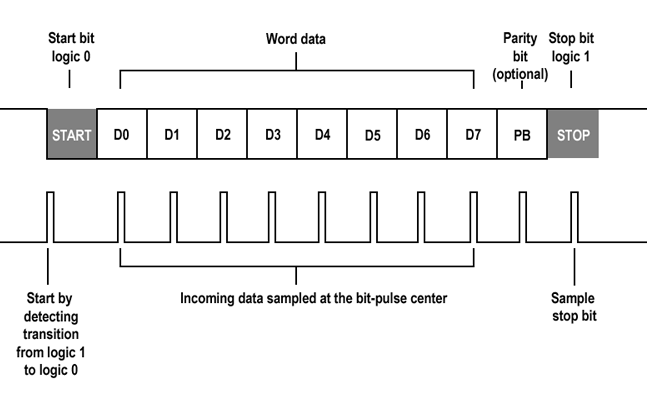 Start bit
logic 0
Word data
Parity
bit
(optional)
Stop bit
logic 1
START D0 D1 D2 D3 D4 D5 D6 D7 PB STOP
Start by
detecting
transition
from logic 1
to logic 0
Incoming data sampled at the bit-pulse center
Sample
stop bit